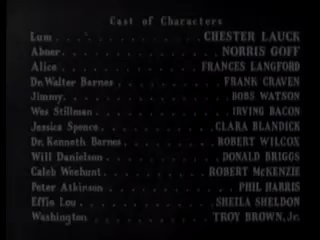 Cast of Characters
Lum . . . . . . . . . . . . . . CHESTER LAUCK
Abner . . . . . . . . . . . . . . NORRIS GOFF
Alice . . . . . . . . . . . . FRANCES LANGFORD
Dr. Walter Barnes . . . . . . . . FRANK CRAVEN
Jimmy . . . . . . . . . . . . . . BOBS WATSON
Wes Stillman . . . . . . . . . . IRVING BACON
Jessica Spence . . . . . . . . CLARA BLANDICK
Dr. Kenneth Barnes . . . . . . ROBERT WILCOX
Will Danielson . . . . . . . . . DONALD BRIGGS
Caleb Weehunt . . . . . . . ROBERT McKENZIE
Peter Atkinson . . . . . . . . . . PHIL HARRIS
Effie Lou . . . . . . . . . . . SHEILA SHELDON
Washington . . . . . . . . . TROY BROWN, Jr.